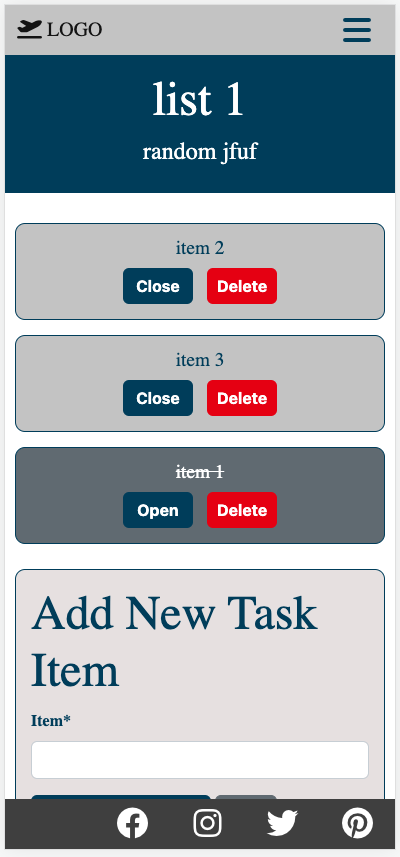 LOGO
list 1
random jfuf
item 2
Close Delete
item 3
Close Delete
item 1
Open Delete
Add New Task
Item
Item*